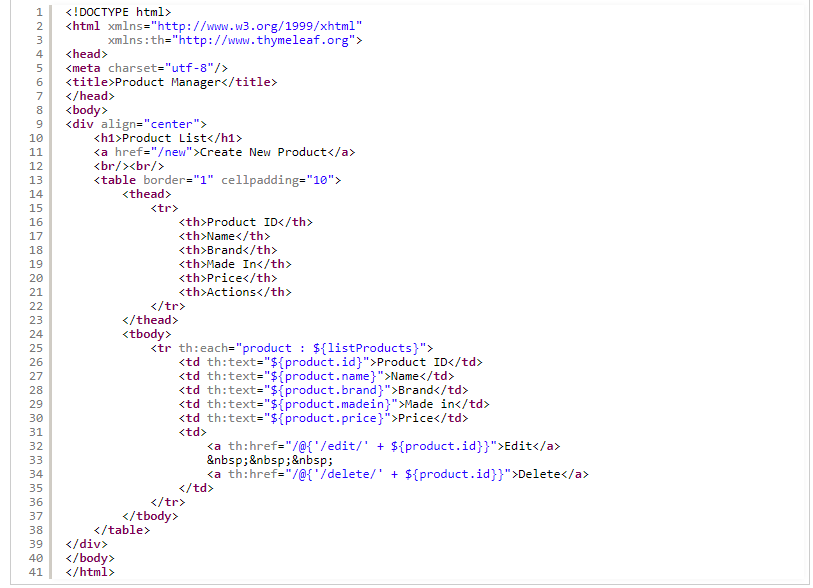 1 <!DOCTYPE html>
2 <html xmlns="http://www.w3.org/1999/xhtml"
3       xmlns:th="http://www.thymeleaf.org">
4 <head>
5 <meta charset="utf-8"/>
6 <title>Product Manager</title>
7 </head>
8 <body>
9 <div align="center">
10     <h1>Product List</h1>
11     <a href="/new">Create New Product</a>
12     <br/><br/>
13     <table border="1" cellpadding="10">
14         <thead>
15             <tr>
16                 <th>Product ID</th>
17                 <th>Name</th>
18                 <th>Brand</th>
19                 <th>Made In</th>
20                 <th>Price</th>
21                 <th>Actions</th>
22             </tr>
23         </thead>
24         <tbody>
25             <tr th:each="product : ${listProducts}">
26                 <td th:text="${product.id}">Product ID</td>
27                 <td th:text="${product.name}">Name</td>
28                 <td th:text="${product.brand}">Brand</td>
29                 <td th:text="${product.madein}">Made in</td>
30                 <td th:text="${product.price}">Price</td>
31                 <td>
32                     <a th:href="/@{'/edit/' + ${product.id}}">Edit</a>
33                     &nbsp;&nbsp;&nbsp;
34                     <a th:href="/@{'/delete/' + ${product.id}}">Delete</a>
35                 </td>
36             </tr>
37         </tbody>
38     </table>
39 </div>
40 </body>
41 </html>